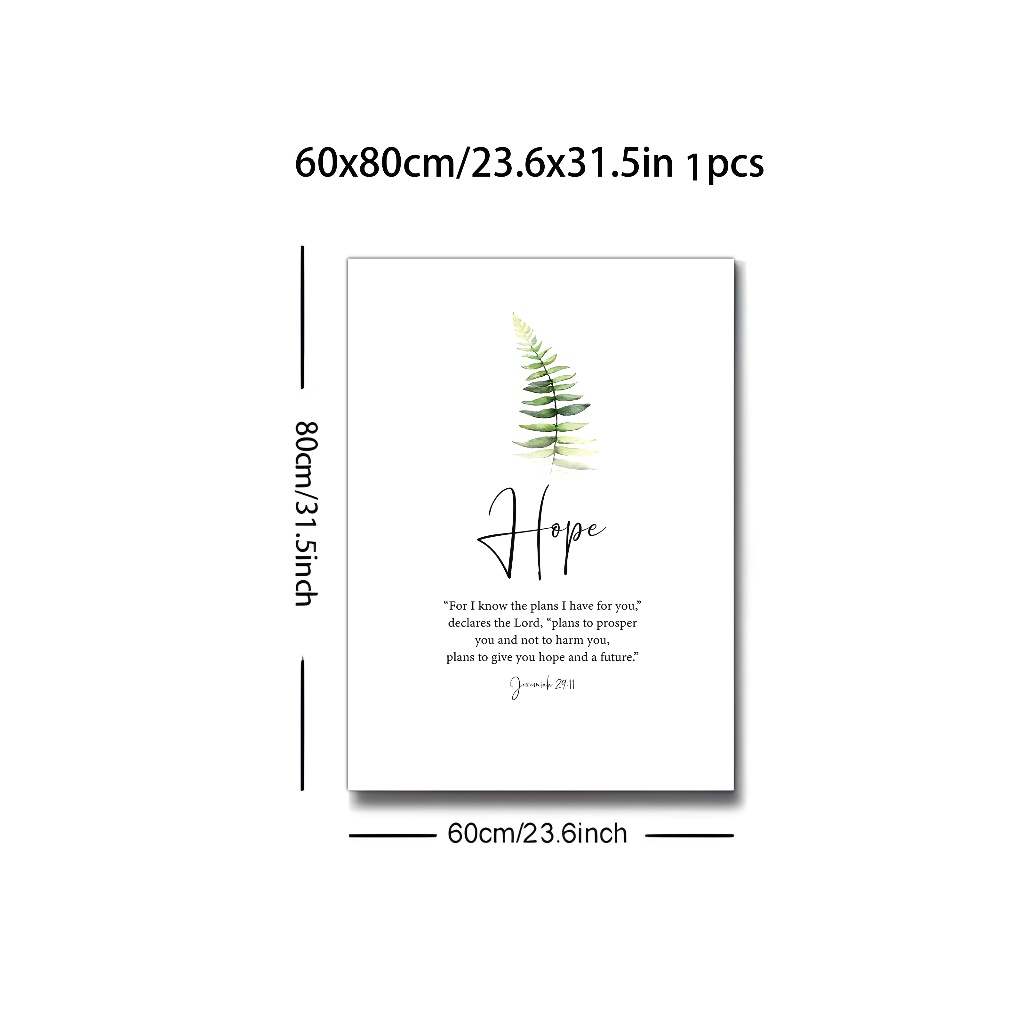 60x80cm/23.6x31.5in 1pcs
80cm/31.5inch
Hope
“For I know the plans I have for you,”
declares the Lord, “plans to prosper
you and not to harm you,
plans to give you hope and a future.”
Jeremiah 29:11
60cm/23.6inch